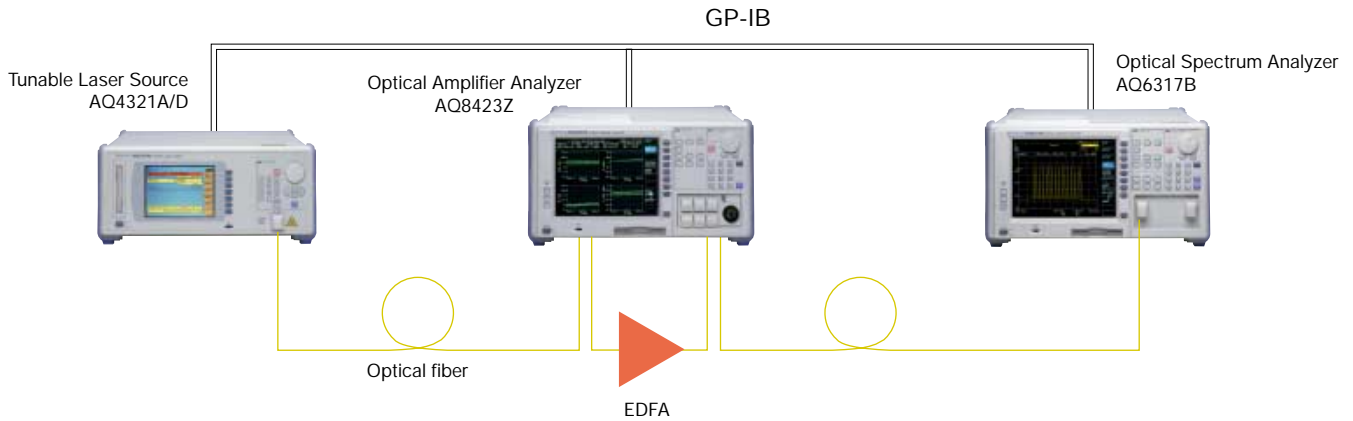 GP-IB
Tunable Laser Source
AQ4321A/D
Optical Amplifier Analyzer
AQ8423Z
Optical Spectrum Analyzer
AQ6317B
Optical fiber
EDFA